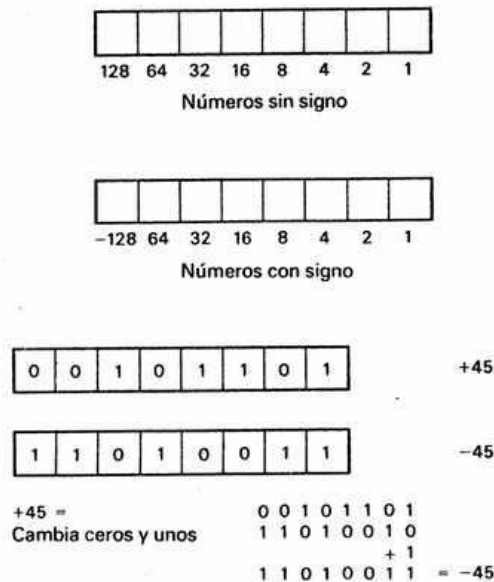 128 64 32 16 8 4 2 1
Números sin signo
−128 64 32 16 8 4 2 1
Números con signo
0 0 1 0 1 1 0 1 +45
1 1 0 1 0 0 1 1 −45
+45 = 0 0 1 0 1 1 0 1
Cambia ceros y unos 1 1 0 1 0 0 1 0
+ 1
1 1 0 1 0 0 1 1 = −45